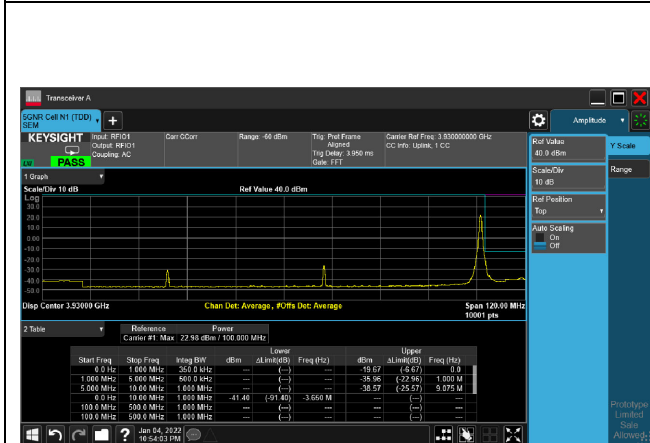 Transceiver A
5GNR Cell N1 (TDD)
SEM
Amplitude
KEYSIGHT
Input: RFIO1
Output: RFIO1
Coupling: AC
Corr CCorr
Range: -60 dBm
Trig: Pret Frame
Aligned
Trig Delay: 3.950 ms
Gate: FFT
Carrier Ref Freq: 3.930000000 GHz
CC Info: Uplink, 1 CC
PASS
Ref Value
40.0 dBm
Y Scale
1 Graph
Scale/Div
10 dB
Range
Scale/Div 10 dB
Ref Value 40.0 dBm
Log
30.0
20.0
10.0
0.00
-10.0
-20.0
-30.0
-40.0
-50.0
Ref Position
Top
Auto Scaling
On
Off
Disp Center 3.93000 GHz
Chan Det: Average, #Offs Det: Average
Span 120.00 MHz
10001 pts
2 Table
Reference Power
Carrier #1 Max 22.98 dBm / 100.000 MHz
Lower Upper
Start Freq Stop Freq Integ BW dBm ΔLimit(dB) Freq (Hz) dBm ΔLimit(dB) Freq (Hz)
0.0 Hz 1.000 MHz 350.0 kHz --- (---) --- -19.67 (-6.67) 0.0
1.000 MHz 5.000 MHz 500.0 kHz --- (---) --- -35.96 (-22.96) 1.000 M
5.000 MHz 10.00 MHz 1.000 MHz --- (---) --- -38.57 (-25.57) 9.075 M
0.0 Hz 10.00 MHz 1.000 MHz -41.40 (-91.40) -3.650 M --- (---) ---
100.0 MHz 500.0 MHz 1.000 MHz --- (---) --- --- (---) ---
100.0 MHz 500.0 MHz 1.000 MHz --- (---) --- --- (---) ---
Prototype
Limited
Sale
Allowed
Jan 04, 2022
10:54:03 PM